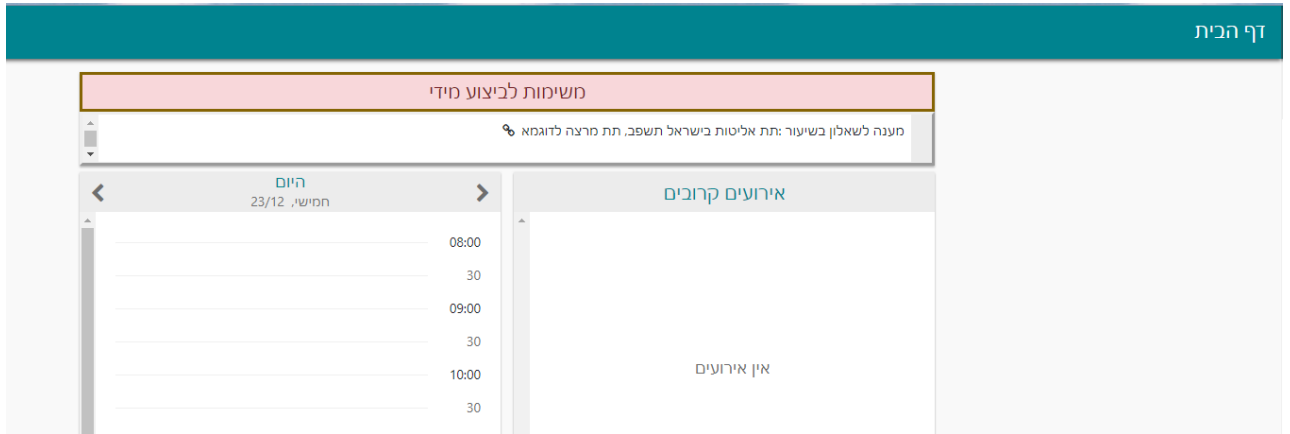 דף הבית
משימות לביצוע מידי
מענה לשאלון בשיעור :תת אליטות בישראל תשפב, תת מרצה לדוגמא
אירועים קרובים
אין אירועים
היום
חמישי, 23/12
08:00
30
09:00
30
10:00
30